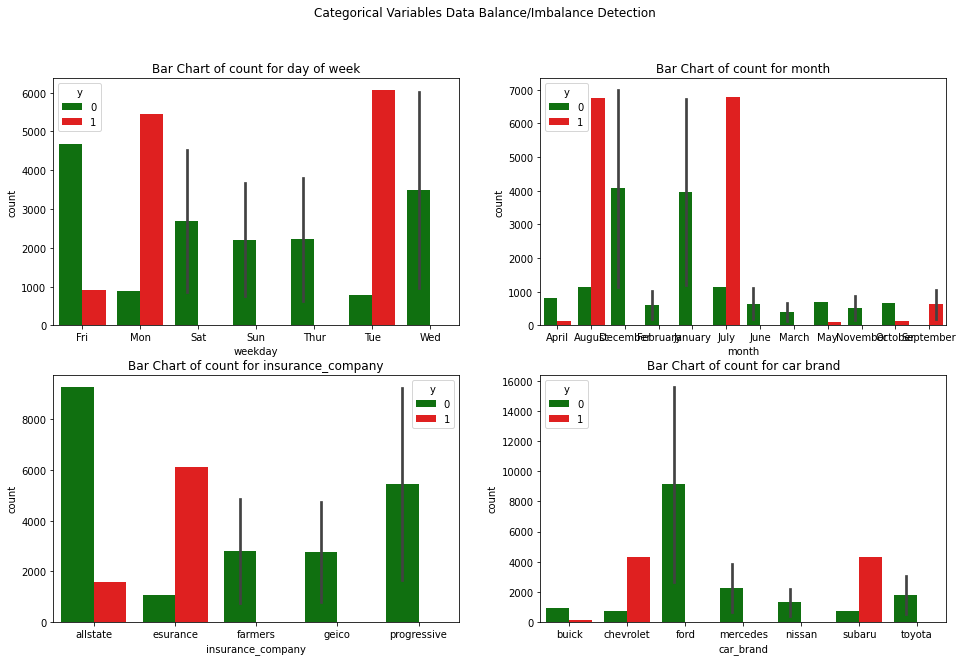 Categorical Variables Data Balance/Imbalance Detection
Bar Chart of count for day of week
y
0
1
6000
5000
4000
3000
2000
1000
0
count
Fri Mon Sat Sun Thur Tue Wed
weekday
Bar Chart of count for month
y
0
1
7000
6000
5000
4000
3000
2000
1000
0
count
April August December February January July June March May November October September
month
Bar Chart of count for insurance_company
y
0
1
8000
6000
4000
2000
0
count
allstate esurance farmers geico progressive
insurance_company
Bar Chart of count for car brand
y
0
1
16000
14000
12000
10000
8000
6000
4000
2000
0
count
buick chevrolet ford mercedes nissan subaru toyota
car_brand